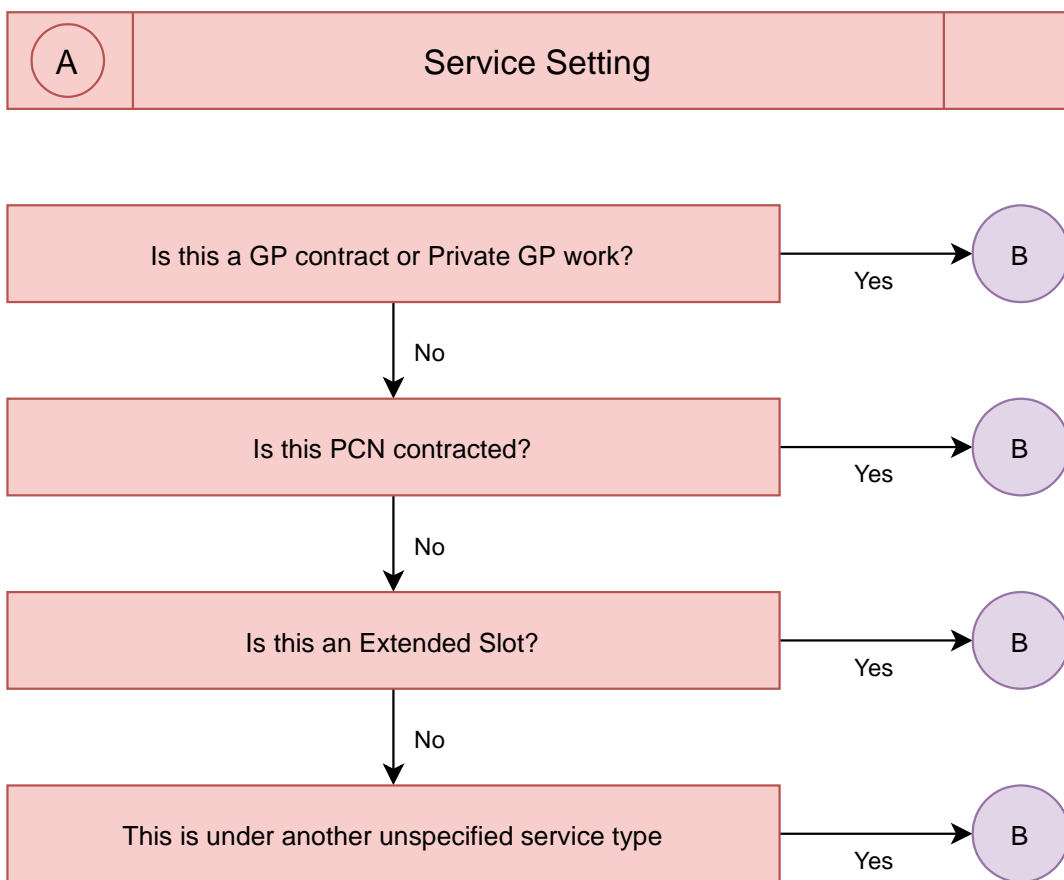 A
Service Setting
Is this a GP contract or Private GP work?
Yes
B
No
Is this PCN contracted?
Yes
B
No
Is this an Extended Slot?
Yes
B
No
This is under another unspecified service type
Yes
B